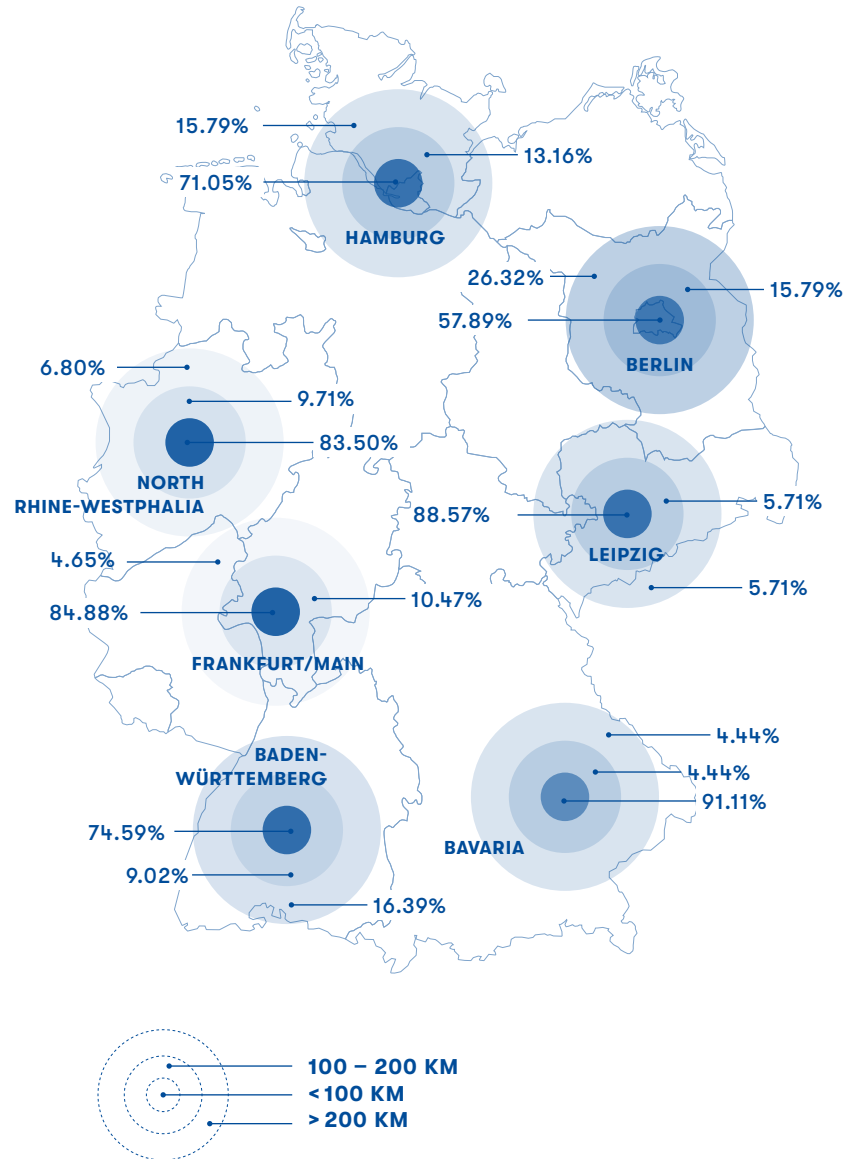 15.79%
13.16%
71.05%
HAMBURG
26.32%
15.79%
57.89%
BERLIN
6.80%
9.71%
83.50%
NORTH
RHINE-WESTPHALIA
88.57%
5.71%
LEIPZIG
5.71%
4.65%
10.47%
84.88%
FRANKFURT/MAIN
4.44%
4.44%
91.11%
BAVARIA
BADEN-
WÜRTTEMBERG
74.59%
9.02%
16.39%
100 – 200 KM
<100 KM
>200 KM